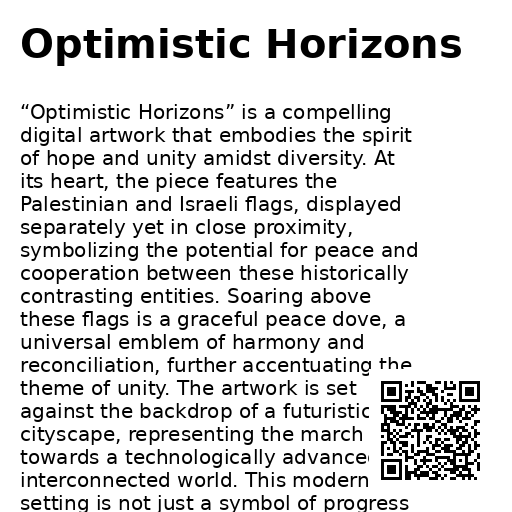 Optimistic Horizons
“Optimistic Horizons” is a compelling
digital artwork that embodies the spirit
of hope and unity amidst diversity. At
its heart, the piece features the
Palestinian and Israeli flags, displayed
separately yet in close proximity,
symbolizing the potential for peace and
cooperation between these historically
contrasting entities. Soaring above
these flags is a graceful peace dove, a
universal emblem of harmony and
reconciliation, further accentuating the
theme of unity. The artwork is set
against the backdrop of a futuristic
cityscape, representing the march
towards a technologically advanced
interconnected world. This modern
setting is not just a symbol of progress